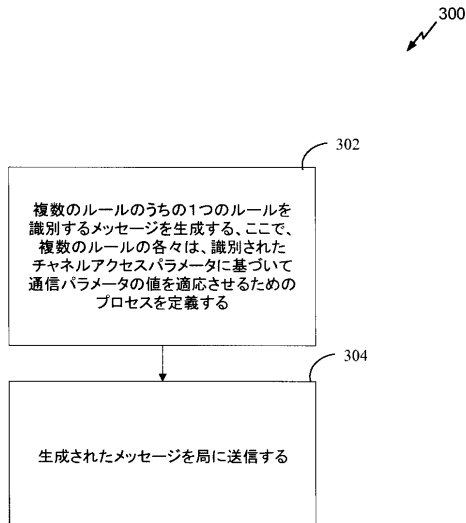 300
302
複数のルールのうちの1つのルールを
識別するメッセージを生成する、ここで、
複数のルールの各々は、識別された
チャネルアクセスパラメータに基づいて
通信パラメータの値を適応させるための
プロセスを定義する
304
生成されたメッセージを局に送信する